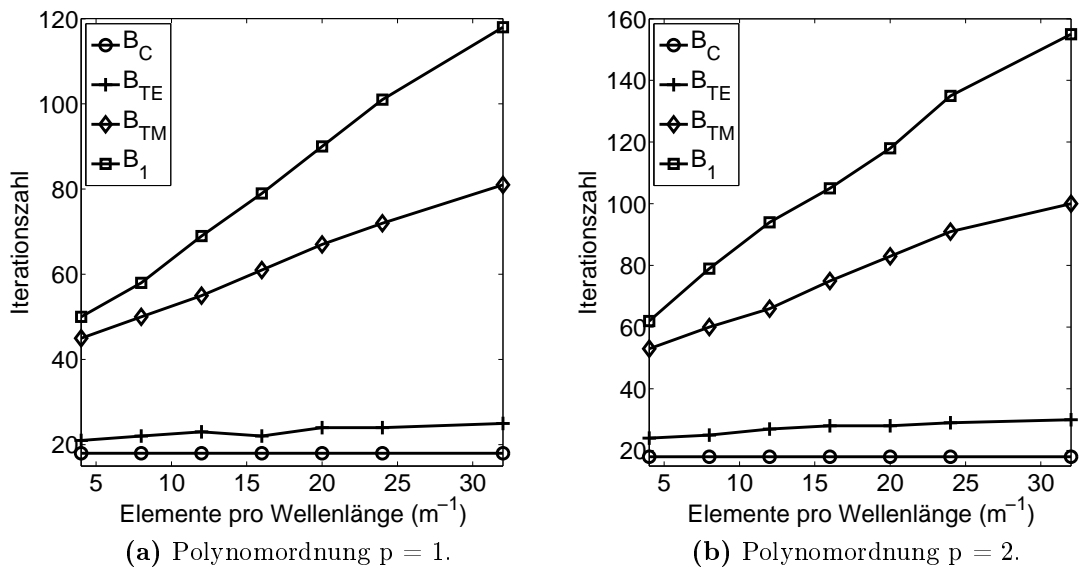 120
100
80
60
40
20
Iterationszahl
B_C
B_TE
B_TM
B_1
5 10 15 20 25 30
Elemente pro Wellenlänge (m⁻¹)
(a) Polynomordnung p = 1.
160
140
120
100
80
60
40
20
Iterationszahl
B_C
B_TE
B_TM
B_1
5 10 15 20 25 30
Elemente pro Wellenlänge (m⁻¹)
(b) Polynomordnung p = 2.